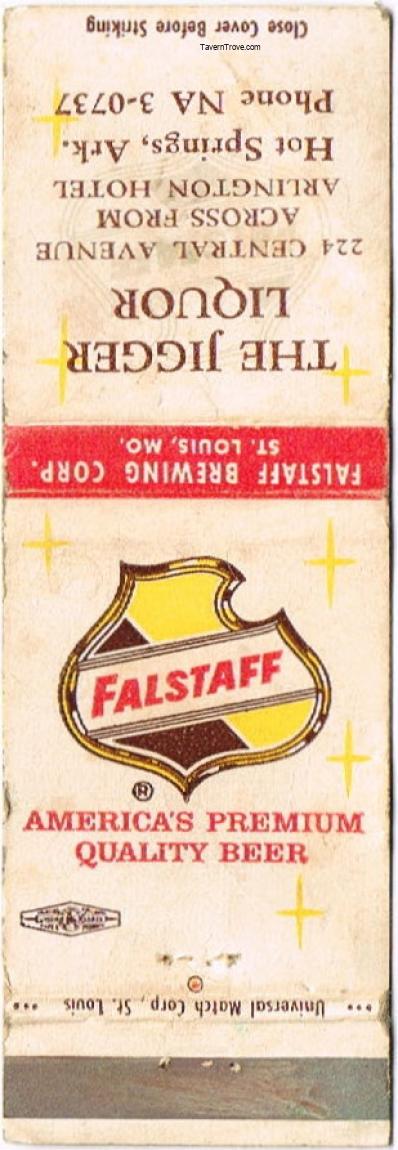 Close Cover Before Striking
TavernTrove.com
THE JIGGER
LIQUOR
224 CENTRAL AVENUE
ACROSS FROM
ARLINGTON HOTEL
Hot Springs, Ark.
Phone NA 3-0737
FALSTAFF BREWING CORP.
ST. LOUIS, MO.
FALSTAFF
®
AMERICA'S PREMIUM
QUALITY BEER
Universal Match Corp., St. Louis